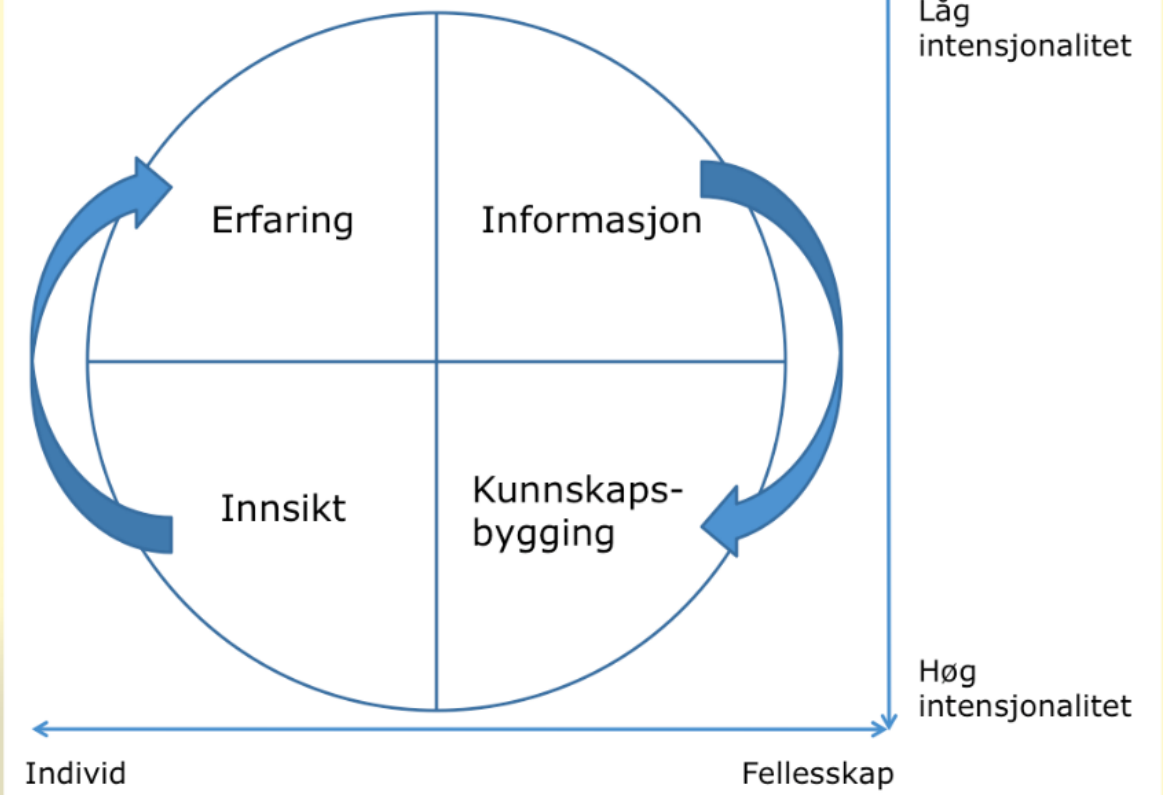 Låg
intensjonalitet
Erfaring
Informasjon
Innsikt
Kunnskaps-
bygging
Høg
intensjonalitet
Individ
Fellesskap